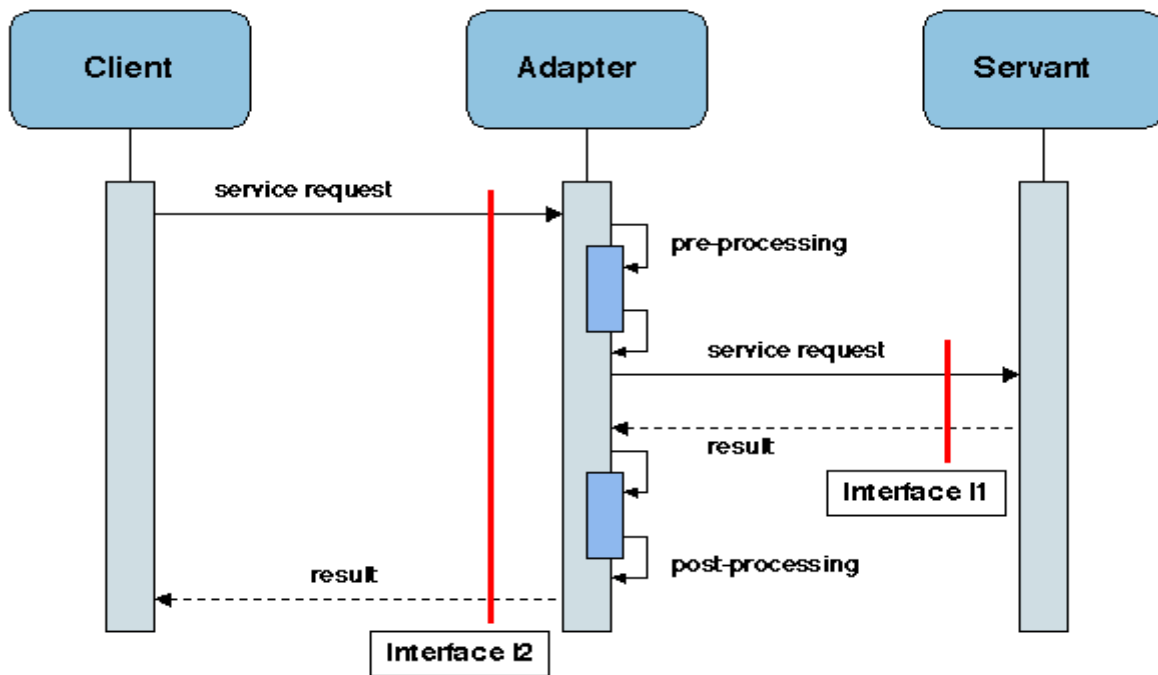 Client
Adapter
Servant
service request
pre-processing
service request
result
Interface I1
post-processing
result
Interface I2